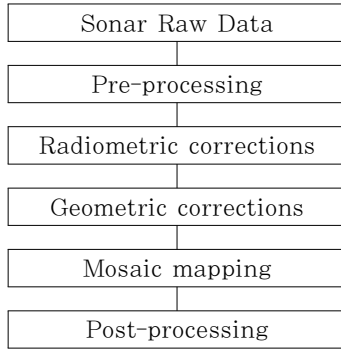 Sonar Raw Data
Pre-processing
Radiometric corrections
Geometric corrections
Mosaic mapping
Post-processing